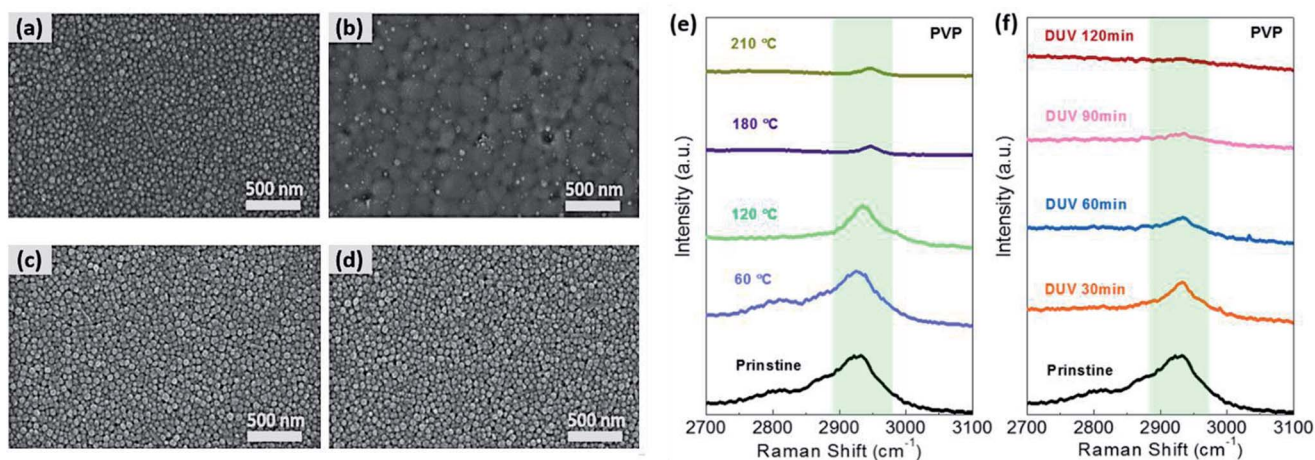 (a)
500 nm
(b)
500 nm
(c)
500 nm
(d)
500 nm
(e)
PVP
210 °C
180 °C
120 °C
60 °C
Prinstine
Intensity (a.u.)
2700 2800 2900 3000 3100
Raman Shift (cm⁻¹)
(f)
PVP
DUV 120min
DUV 90min
DUV 60min
DUV 30min
Prinstine
Intensity (a.u.)
2700 2800 2900 3000 3100
Raman Shift (cm⁻¹)